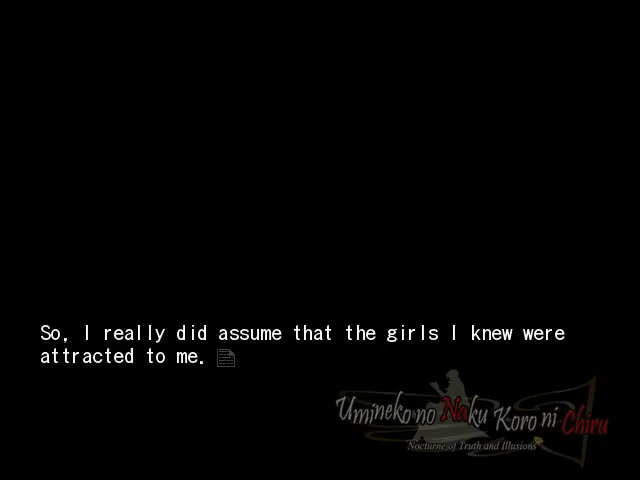 So, I really did assume that the girls I knew were
attracted to me.
Umineko no Naku Koro ni Chiru
Nocturne of Truth and Illusions